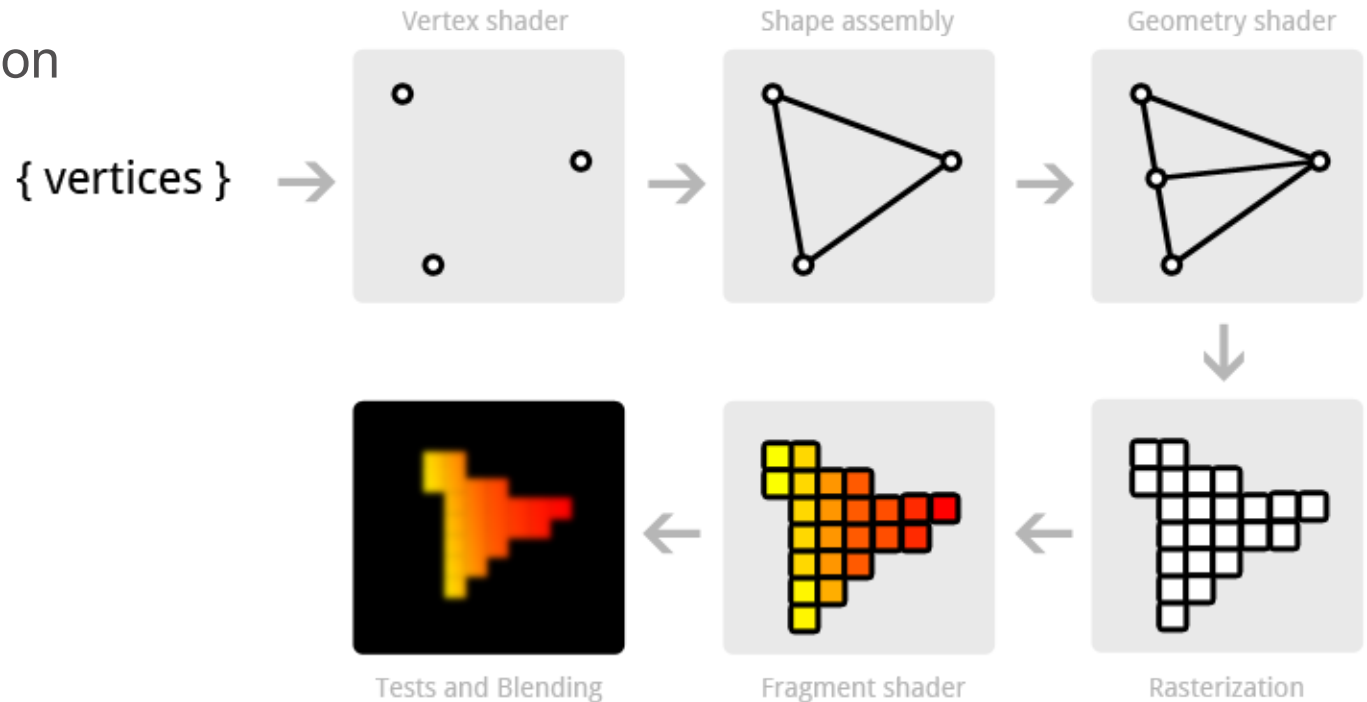 Vertex shader
Shape assembly
Geometry shader
on
{ vertices }
Tests and Blending
Fragment shader
Rasterization